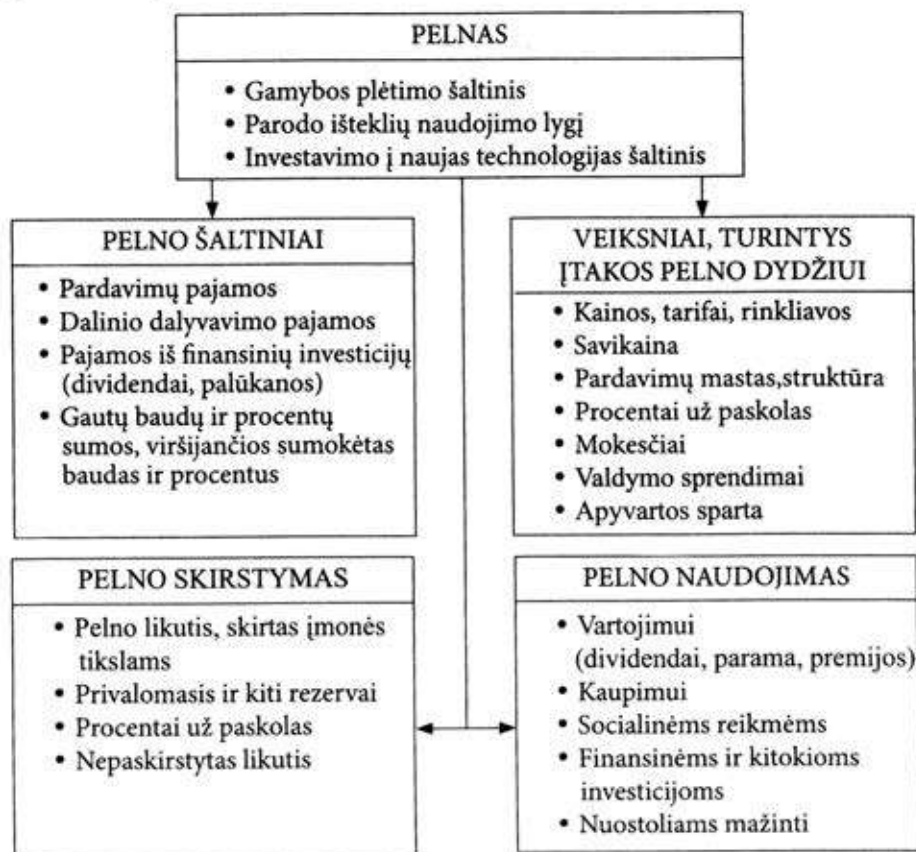 PELNAS
• Gamybos plėtimo šaltinis
• Parodo išteklių naudojimo lygį
• Investavimo į naujas technologijas šaltinis
PELNO ŠALTINIAI
• Pardavimų pajamos
• Dalinio dalyvavimo pajamos
• Pajamos iš finansinių investicijų
(dividendai, palūkanos)
• Gautų baudų ir procentų
sumos, viršijančios sumokėtas
baudas ir procentus
VEIKSNIAI, TURINTYS
ĮTAKOS PELNO DYDŽIUI
• Kainos, tarifai, rinkliavos
• Savikaina
• Pardavimų mastas,struktūra
• Procentai už paskolas
• Mokesčiai
• Valdymo sprendimai
• Apyvartos sparta
PELNO SKIRSTYMAS
• Pelno likutis, skirtas įmonės
tikslams
• Privalomasis ir kiti rezervai
• Procentai už paskolas
• Nepaskirstytas likutis
PELNO NAUDOJIMAS
• Vartojimui
(dividendai, parama, premijos)
• Kaupimui
• Socialinėms reikmėms
• Finansinėms ir kitokioms
investicijoms
• Nuostoliams mažinti